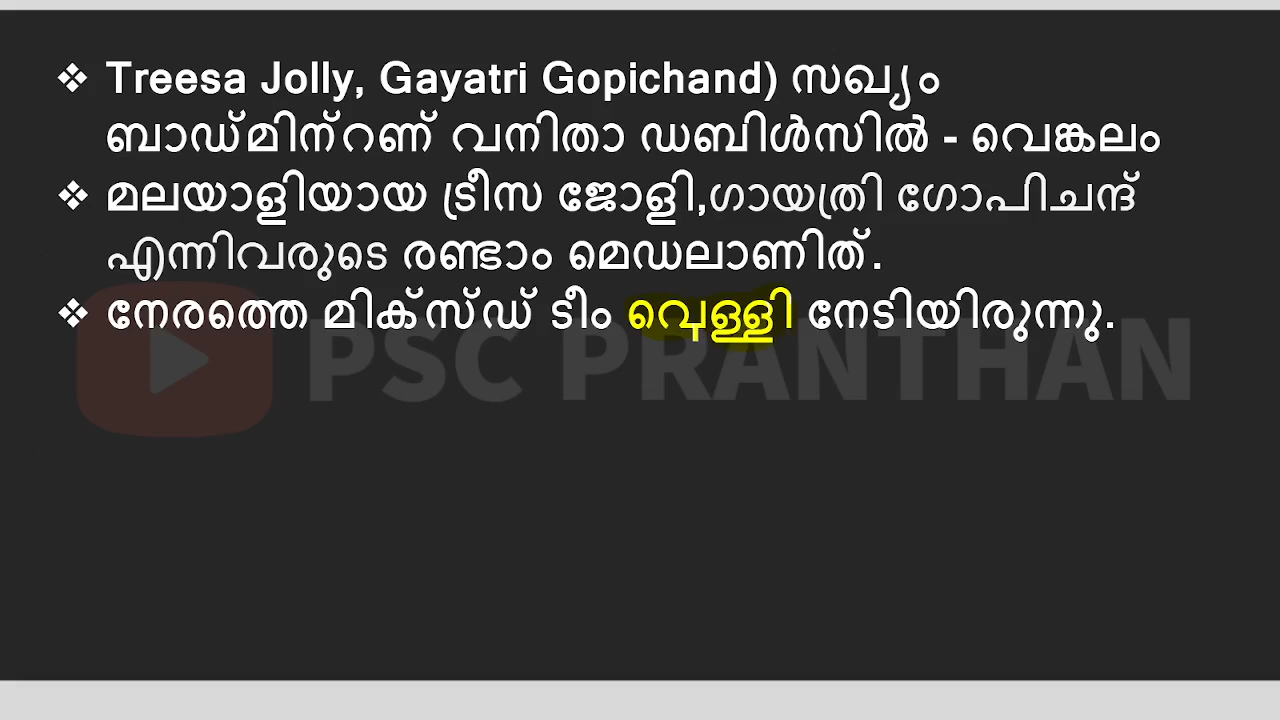 ❖ Treesa Jolly, Gayatri Gopichand) സഖ്യം
ബാഡ്മിന്റണ് വനിതാ ഡബിൾസിൽ - വെങ്കലം
❖ മലയാളിയായ ട്രീസ ജോളി,ഗായത്രി ഗോപിചന്ദ്
എന്നിവരുടെ രണ്ടാം മെഡലാണിത്.
❖ നേരത്തെ മിക്സ്ഡ് ടീം വെള്ളി നേടിയിരുന്നു.
PSC PRANTHAN